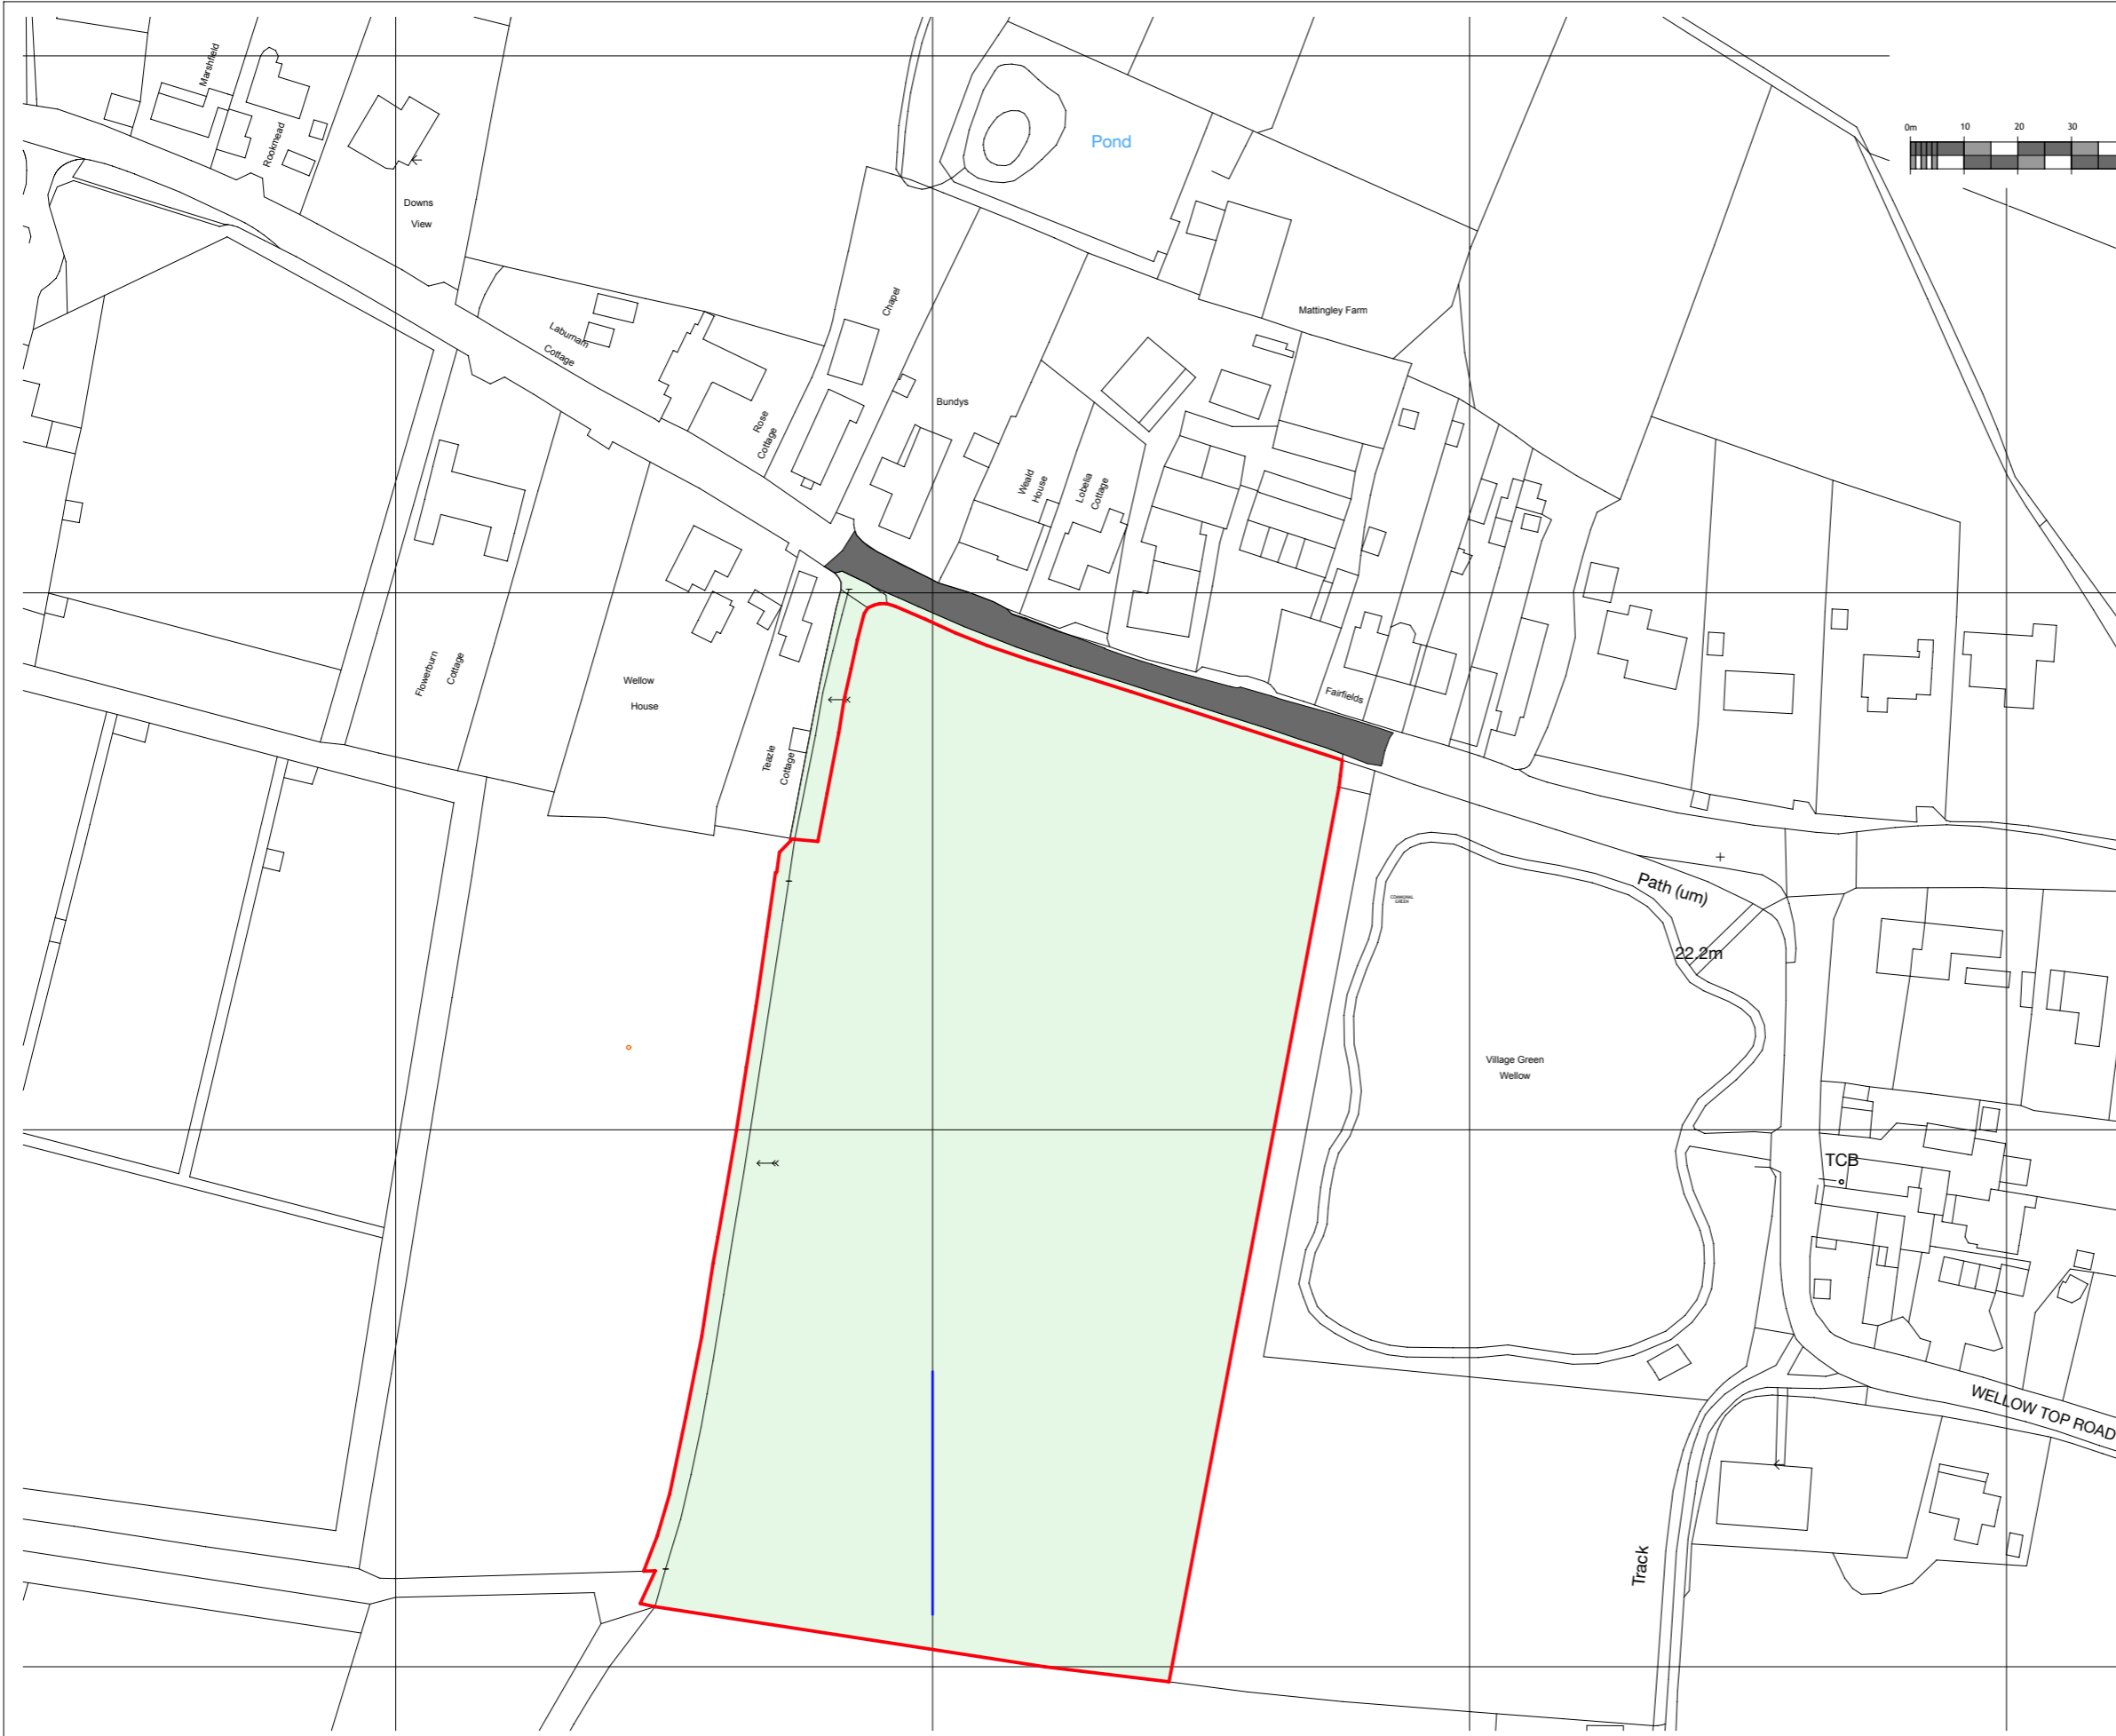 Marshfield
Rookmead
Downs
View
Pond
0m 10 20 30
Laburnam
Cottage
Chapel
Mattingley Farm
Rose
Cottage
Bundys
Weald
House
Lobelia
Cottage
Flowerburn
Cottage
Wellow
House
Teazle
Cottage
Fairfields
COMMUNAL
GREEN
Path (um)
22.2m
Village Green
Wellow
TCB
WELLOW TOP ROAD
Track